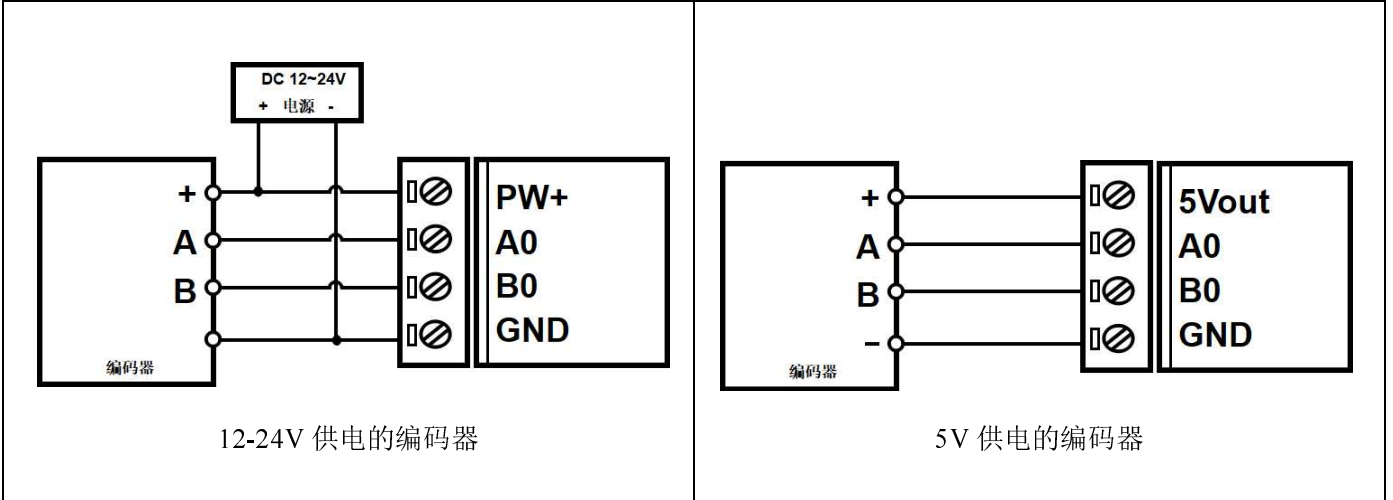 DC 12~24V
+ 电源 -
+
A
B
编码器
PW+
A0
B0
GND
12-24V 供电的编码器
+
A
B
-
编码器
5Vout
A0
B0
GND
5V 供电的编码器